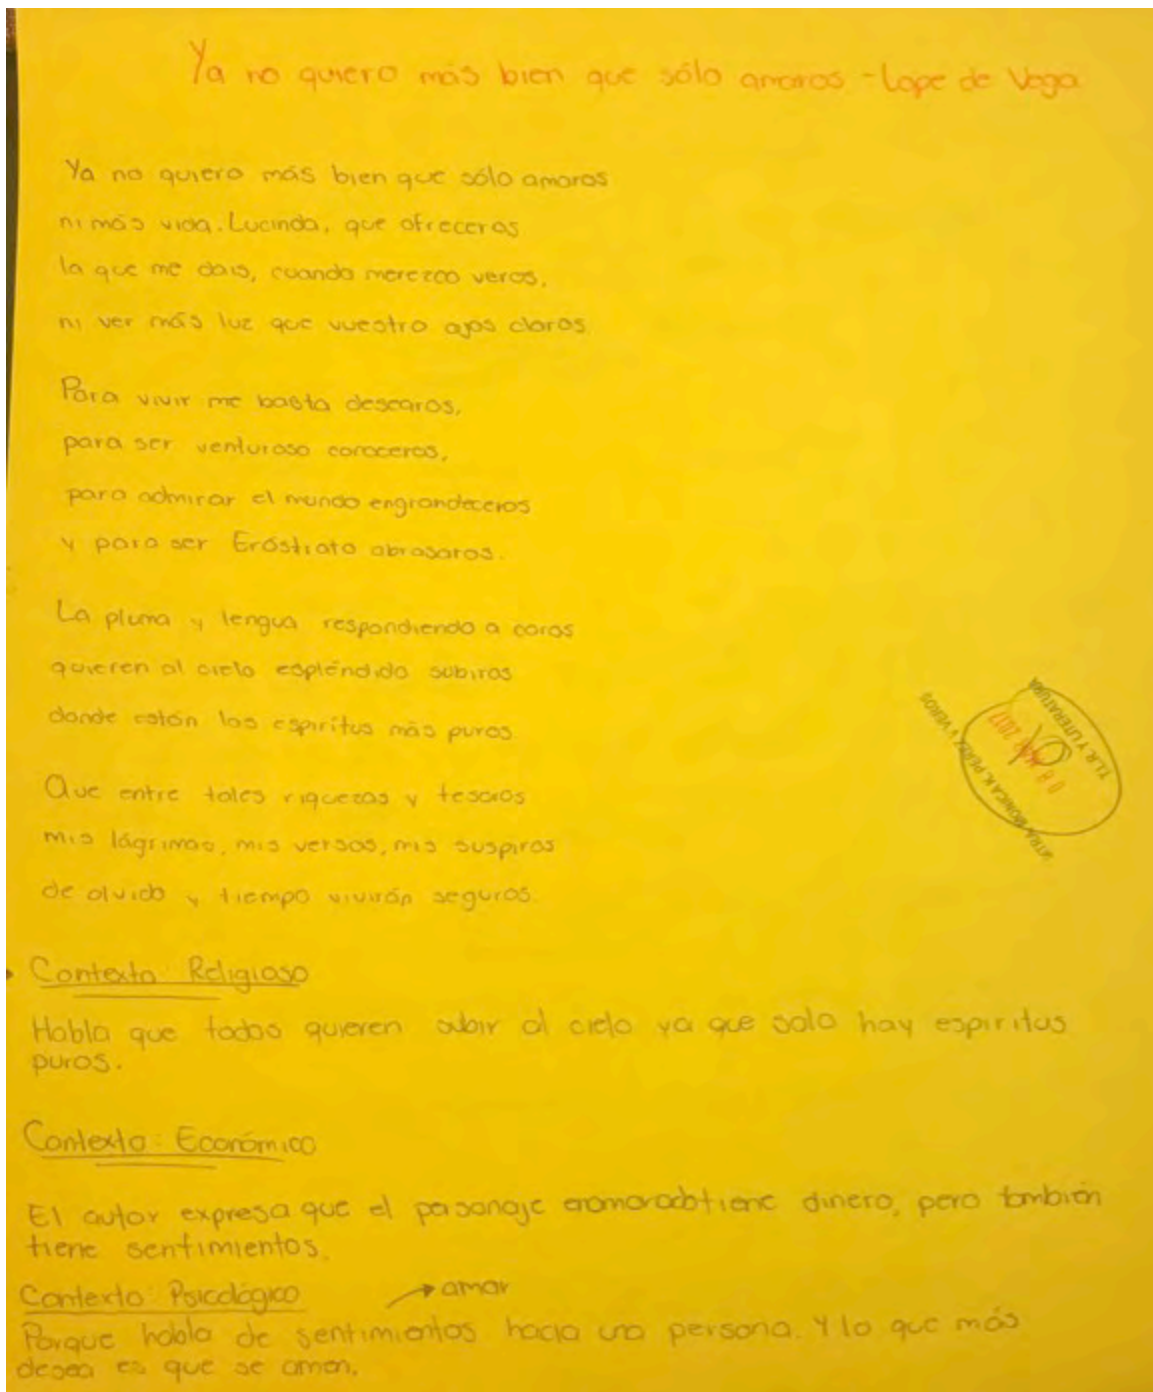 Ya no quiero más bien que sólo amaros - Lope de Vega
Ya no quiero más bien que sólo amaros
ni más vida. Lucinda, que ofreceros
la que me dais, cuando merezco veros,
ni ver más luz que vuestro ojos claros.
Para vivir me basta desearos,
para ser venturoso conoceros,
para admirar el mundo engrandeceros
y para ser Eróstrato abrasaros.
La pluma y lengua respondiendo a coros
quieren al cielo espléndido subiros
donde están los espíritus más puros.
Que entre tales riquezas y tesoros
mis lágrimas, mis versos, mis suspiros
de olvido y tiempo vivirán seguros.
T.L.R. Y LITERATURA
2017
MTRA. MONICA K. PEREZ Y VEROS
Contexto: Religioso
Habla que todos quieren subir al cielo ya que solo hay espiritus
puros.
Contexto: Económico
El autor expresa que el personaje enamorado tiene dinero, pero también
tiene sentimientos.
Contexto: Psicológico → amar
Porque habla de sentimientos hacia una persona. Y lo que más
desea es que se amen.